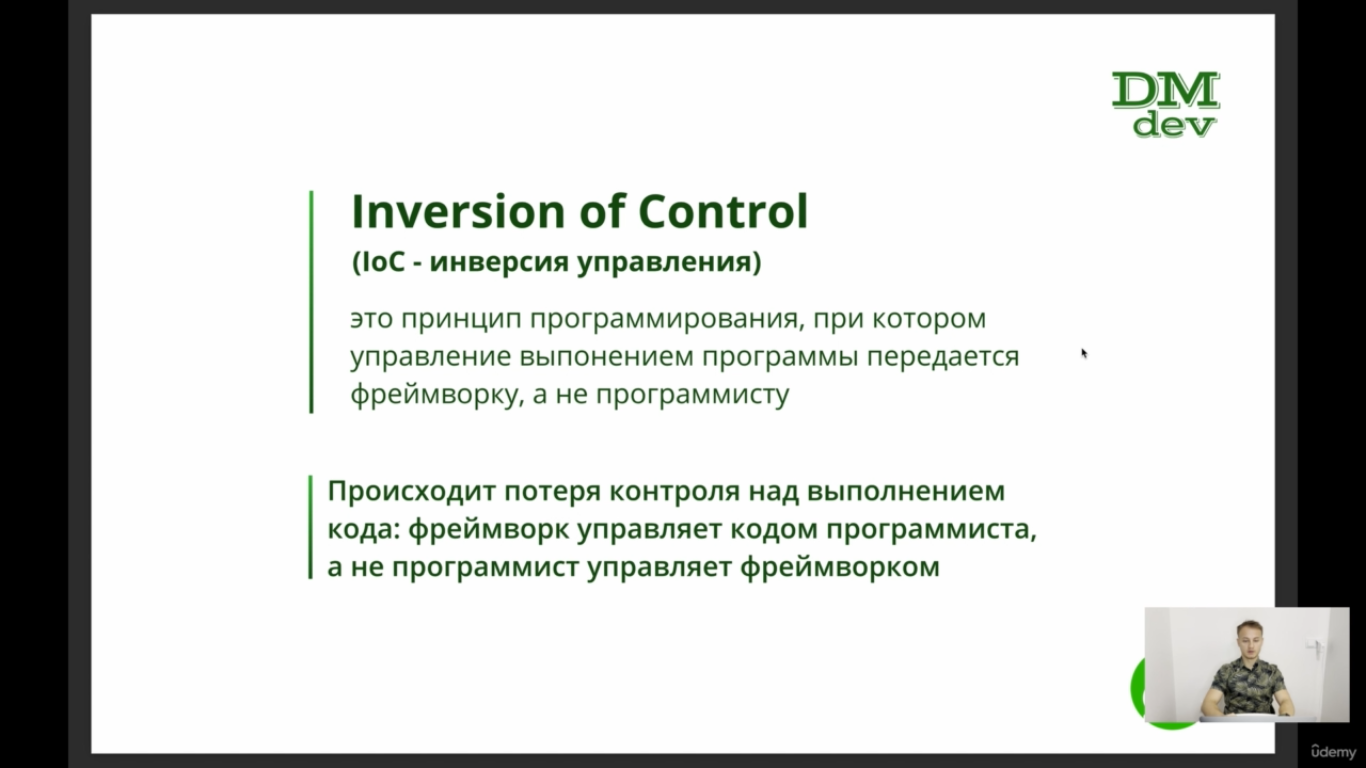 DM
dev
Inversion of Control
(IoC - инверсия управления)
это принцип программирования, при котором
управление выпонением программы передается
фреймворку, а не программисту
Происходит потеря контроля над выполнением
кода: фреймворк управляет кодом программиста,
а не программист управляет фреймворком
ûdemy